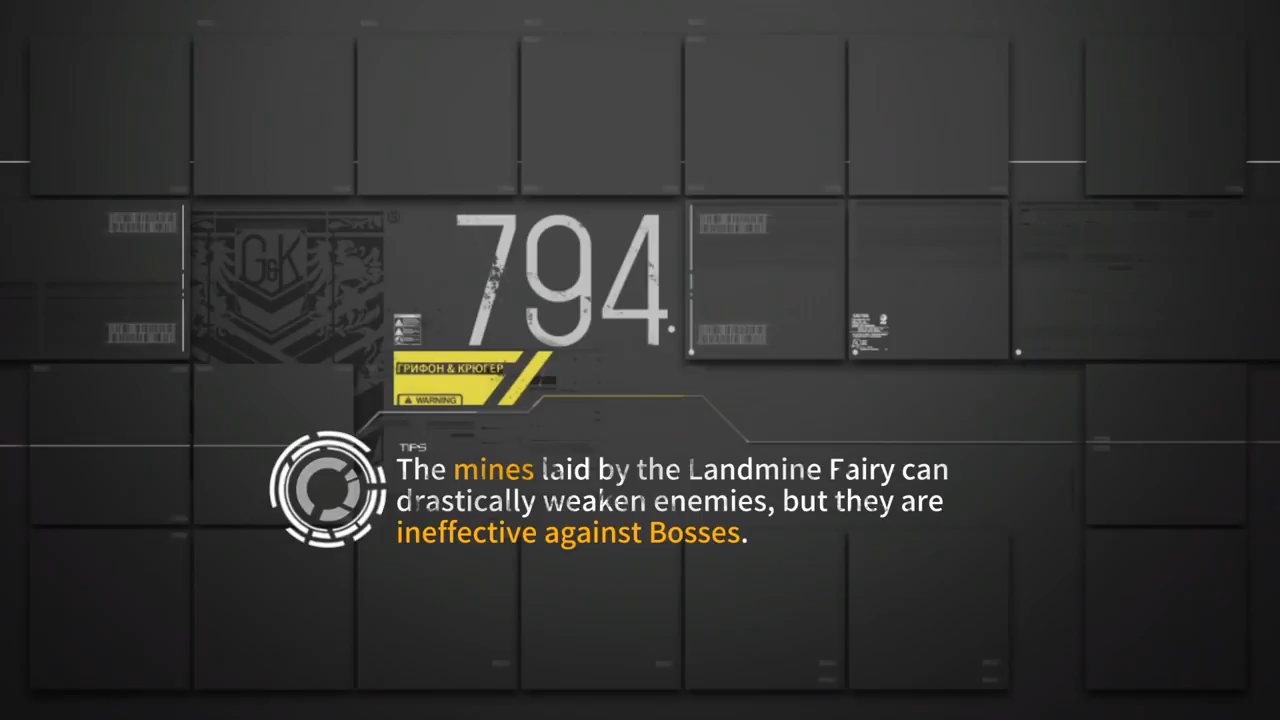 G&K
794.
ГРИФОН & КРЮГЕР
WARNING
TIPS
The mines laid by the Landmine Fairy can
drastically weaken enemies, but they are
ineffective against Bosses.